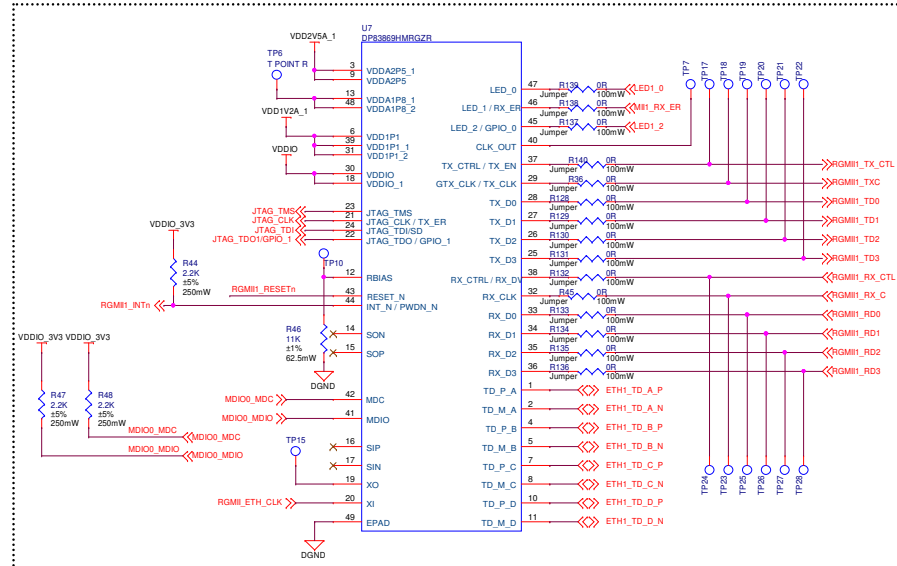 U7
DP83869HMRGZR
VDD2V5A_1
TP6
T POINT R
VDD1V2A_1
VDDIO
3 VDDA2P5_1
9 VDDA2P5
13 VDDA1P8_1
48 VDDA1P8_2
6 VDD1P1
39 VDD1P1_1
31 VDD1P1_2
30 VDDIO
18 VDDIO_1
JTAG_TMS 23 JTAG_TMS
JTAG_CLK 21 JTAG_CLK / TX_ER
JTAG_TDI 24 JTAG_TDI/SD
JTAG_TDO1/GPIO_1 22 JTAG_TDO / GPIO_1
VDDIO_3V3
R44
2.2K
±5%
250mW
TP10
12 RBIAS
RGMII1_RESETn 43 RESET_N
RGMII1_INTn 44 INT_N / PWDN_N
R46
11K
±1%
62.5mW
DGND
14 SON
15 SOP
VDDIO_3V3 VDDIO_3V3
R47
2.2K
±5%
250mW
R48
2.2K
±5%
250mW
MDIO0_MDC MDIO0_MDC
MDIO0_MDIO MDIO0_MDIO
MDIO0_MDC 42 MDC
MDIO0_MDIO 41 MDIO
TP15
16 SIP
17 SIN
19 XO
RGMII_ETH_CLK 20 XI
49 EPAD
DGND
LED_0 47 R139 0R Jumper 100mW LED1_0
LED_1 / RX_ER 46 R138 0R Jumper 100mW MII1_RX_ER
LED_2 / GPIO_0 45 R137 0R Jumper 100mW LED1_2
CLK_OUT 40
TP7 TP17 TP18 TP19 TP20 TP21 TP22
TX_CTRL / TX_EN 37 R140 0R Jumper 100mW RGMII1_TX_CTL
GTX_CLK / TX_CLK 29 R36 0R Jumper 100mW RGMII1_TXC
TX_D0 28 R128 0R Jumper 100mW RGMII1_TD0
TX_D1 27 R129 0R Jumper 100mW RGMII1_TD1
TX_D2 26 R130 0R Jumper 100mW RGMII1_TD2
TX_D3 25 R131 0R Jumper 100mW RGMII1_TD3
RX_CTRL / RX_DV 38 R132 0R Jumper 100mW RGMII1_RX_CTL
RX_CLK 32 R45 0R Jumper 100mW RGMII1_RX_C
RX_D0 33 R133 0R Jumper 100mW RGMII1_RD0
RX_D1 34 R134 0R Jumper 100mW RGMII1_RD1
RX_D2 35 R135 0R Jumper 100mW RGMII1_RD2
RX_D3 36 R136 0R Jumper 100mW RGMII1_RD3
TD_P_A 1 ETH1_TD_A_P
TD_M_A 2 ETH1_TD_A_N
TD_P_B 4 ETH1_TD_B_P
TD_M_B 5 ETH1_TD_B_N
TD_P_C 7 ETH1_TD_C_P
TD_M_C 8 ETH1_TD_C_N
TD_P_D 10 ETH1_TD_D_P
TD_M_D 11 ETH1_TD_D_N
TP24 TP23 TP25 TP26 TP27 TP28